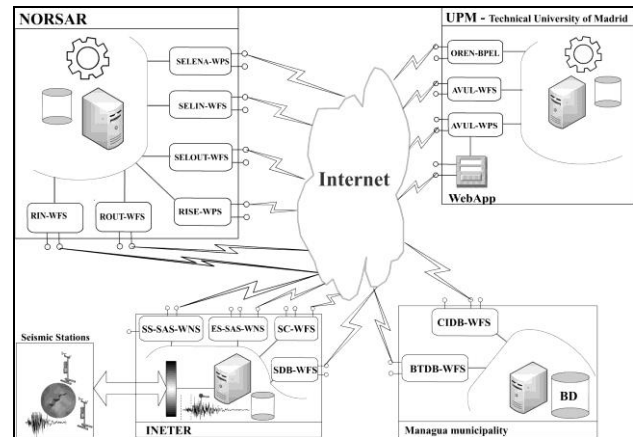 NORSAR
SELENA-WPS
SELIN-WFS
SELOUT-WFS
RISE-WPS
RIN-WFS
ROUT-WFS
Internet
UPM - Technical University of Madrid
OREN-BPEL
AVUL-WFS
AVUL-WPS
WebApp
Seismic Stations
SS-SAS-WNS
ES-SAS-WNS
SC-WFS
SDB-WFS
INETER
CIDB-WFS
BTDB-WFS
BD
Managua municipality